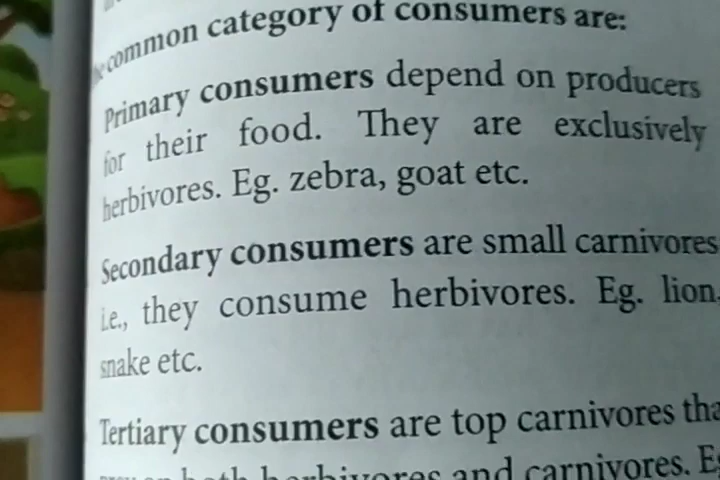 common category of consumers are:
Primary consumers depend on producers
for their food. They are exclusively
herbivores. Eg. zebra, goat etc.
Secondary consumers are small carnivores
i.e., they consume herbivores. Eg. lion,
snake etc.
Tertiary consumers are top carnivores
on both herbivores and carnivores.